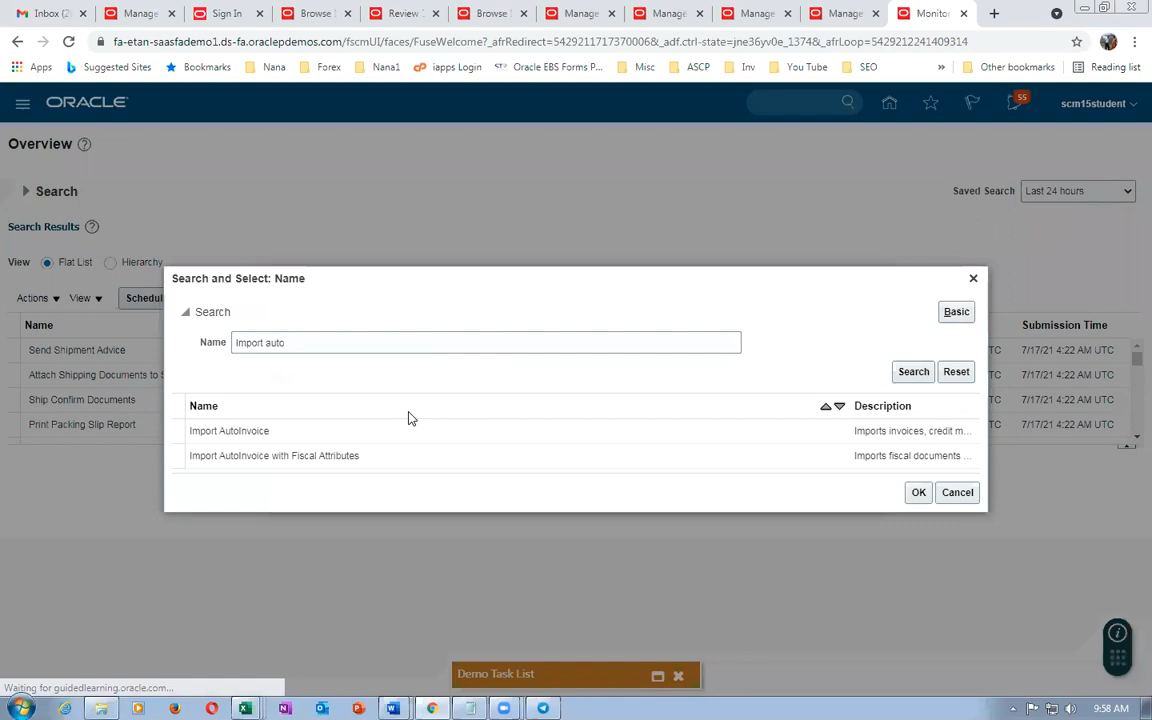 Inbox (2
Manage
Sign In
Browse
Review
Browse
Manage
Manage
Manage
Manage
Monitor
fa-etan-saasfademo1.ds-fa.oraclepdemos.com/fscmUI/faces/FuseWelcome?_afrRedirect=5429211717370006&_adf.ctrl-state=jne36yv0e_1374&_afrLoop=5429212241409314
Apps
Suggested Sites
Bookmarks
Nana
Forex
Nana1
iapps Login
Oracle EBS Forms P...
Misc
ASCP
Inv
You Tube
SEO
»
Other bookmarks
Reading list
ORACLE
55
scm15student
Overview
Search
Saved Search
Last 24 hours
Search Results
View
Flat List
Hierarchy
Actions
View
Schedul
Name
Submission Time
Send Shipment Advice
TC
7/17/21 4:22 AM UTC
Attach Shipping Documents to S
TC
7/17/21 4:22 AM UTC
Ship Confirm Documents
TC
7/17/21 4:22 AM UTC
Print Packing Slip Report
TC
7/17/21 4:22 AM UTC
Search and Select: Name
Search
Basic
Name
Import auto
Search
Reset
Name
Description
Import AutoInvoice
Imports invoices, credit m...
Import AutoInvoice with Fiscal Attributes
Imports fiscal documents ...
OK
Cancel
Demo Task List
Waiting for guidedlearning.oracle.com...
9:58 AM